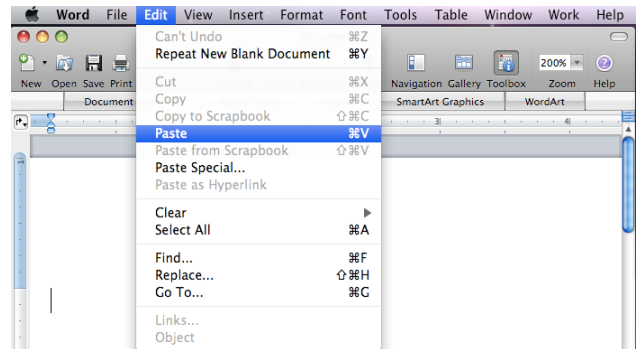 Word File Edit View Insert Format Font Tools Table Window Work Help
Can't Undo ⌘Z
Repeat New Blank Document ⌘Y
200%
New Open Save Print Navigation Gallery Toolbox Zoom Help
Cut ⌘X
Copy ⌘C
Document SmartArt Graphics WordArt
Copy to Scrapbook ⇧⌘C
3 4
Paste ⌘V
Paste from Scrapbook ⇧⌘V
Paste Special...
Paste as Hyperlink
Clear
Select All ⌘A
Find... ⌘F
Replace... ⇧⌘H
Go To... ⌘G
Links...
Object